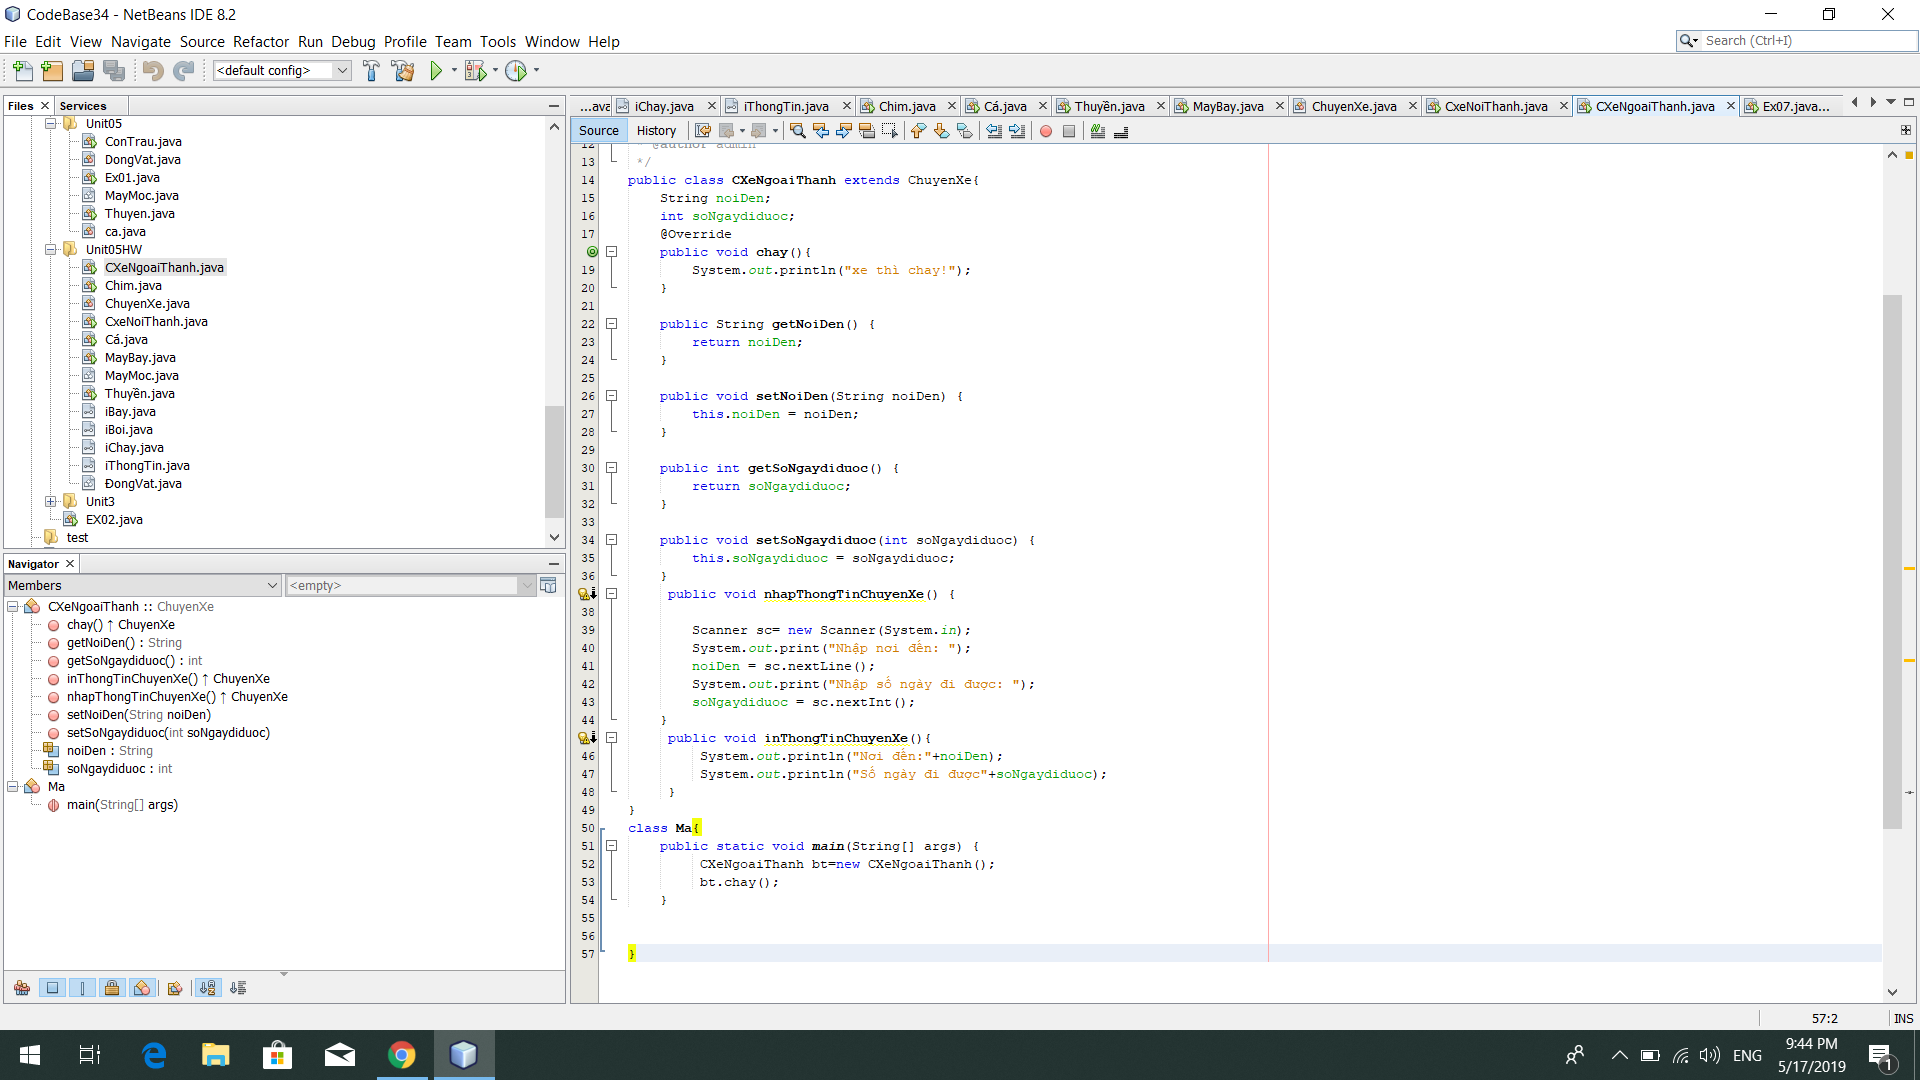 CodeBase34 - NetBeans IDE 8.2
File Edit View Navigate Source Refactor Run Debug Profile Team Tools Window Help
Search (Ctrl+I)
<default config>
Files Services
...ava iChay.java iThongTin.java Chim.java Cá.java Thuyền.java MayBay.java ChuyenXe.java CxeNoiThanh.java CXeNgoaiThanh.java Ex07.java...
Source History
Unit05
ConTrau.java
DongVat.java
Ex01.java
MayMoc.java
Thuyen.java
ca.java
Unit05HW
CXeNgoaiThanh.java
Chim.java
ChuyenXe.java
CxeNoiThanh.java
Cá.java
MayBay.java
MayMoc.java
Thuyền.java
iBay.java
iBoi.java
iChay.java
iThongTin.java
ĐongVat.java
Unit3
EX02.java
test
Navigator
Members
<empty>
CXeNgoaiThanh :: ChuyenXe
chay() ↑ ChuyenXe
getNoiDen() : String
getSoNgaydiduoc() : int
inThongTinChuyenXe() ↑ ChuyenXe
nhapThongTinChuyenXe() ↑ ChuyenXe
setNoiDen(String noiDen)
setSoNgaydiduoc(int soNgaydiduoc)
noiDen : String
soNgaydiduoc : int
Ma
main(String[] args)
12 * @author admin
13 */
14 public class CXeNgoaiThanh extends ChuyenXe{
15 String noiDen;
16 int soNgaydiduoc;
17 @Override
public void chay(){
19 System.out.println("xe thì chay!");
20 }
21
22 public String getNoiDen() {
23 return noiDen;
24 }
25
26 public void setNoiDen(String noiDen) {
27 this.noiDen = noiDen;
28 }
29
30 public int getSoNgaydiduoc() {
31 return soNgaydiduoc;
32 }
33
34 public void setSoNgaydiduoc(int soNgaydiduoc) {
35 this.soNgaydiduoc = soNgaydiduoc;
36 }
public void nhapThongTinChuyenXe() {
38
39 Scanner sc= new Scanner(System.in);
40 System.out.print("Nhập nơi đến: ");
41 noiDen = sc.nextLine();
42 System.out.print("Nhập số ngày đi được: ");
43 soNgaydiduoc = sc.nextInt();
44 }
public void inThongTinChuyenXe(){
46 System.out.println("Nơi đến:"+noiDen);
47 System.out.println("Số ngày đi được"+soNgaydiduoc);
48 }
49 }
50 class Ma{
51 public static void main(String[] args) {
52 CXeNgoaiThanh bt=new CXeNgoaiThanh();
53 bt.chay();
54 }
55
56
57 }
57:2 INS
ENG
9:44 PM
5/17/2019
1